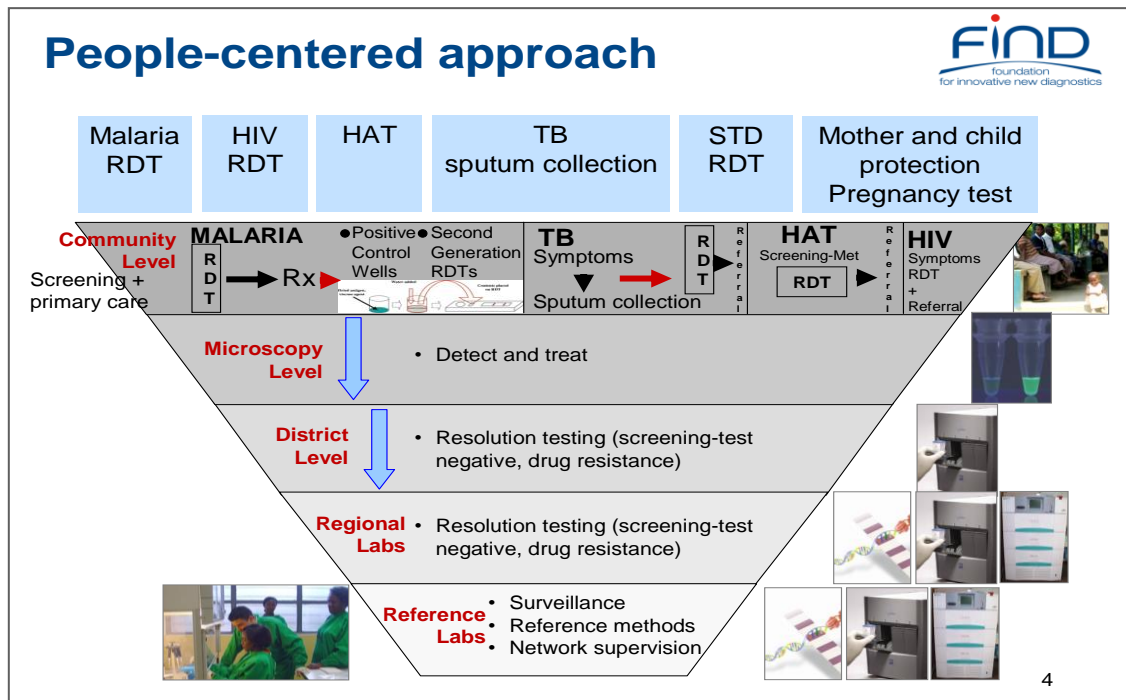 People-centered approach
FIND
foundation
for innovative new diagnostics
Malaria
RDT
HIV
RDT
HAT
TB
sputum collection
STD
RDT
Mother and child
protection
Pregnancy test
Community
Level
Screening +
primary care
MALARIA
R
D
T
Rx
●Positive
Control
Wells
●Second
Generation
RDTs
Water added
TB
Symptoms
Sputum collection
R
D
T
R
e
f
e
r
r
a
l
HAT
Screening-Met
RDT
R
e
f
e
r
r
a
l
HIV
Symptoms
RDT
+
Referral
Microscopy
Level
• Detect and treat
District
Level
• Resolution testing (screening-test
negative, drug resistance)
Regional
Labs
• Resolution testing (screening-test
negative, drug resistance)
Reference
Labs
• Surveillance
• Reference methods
• Network supervision
4